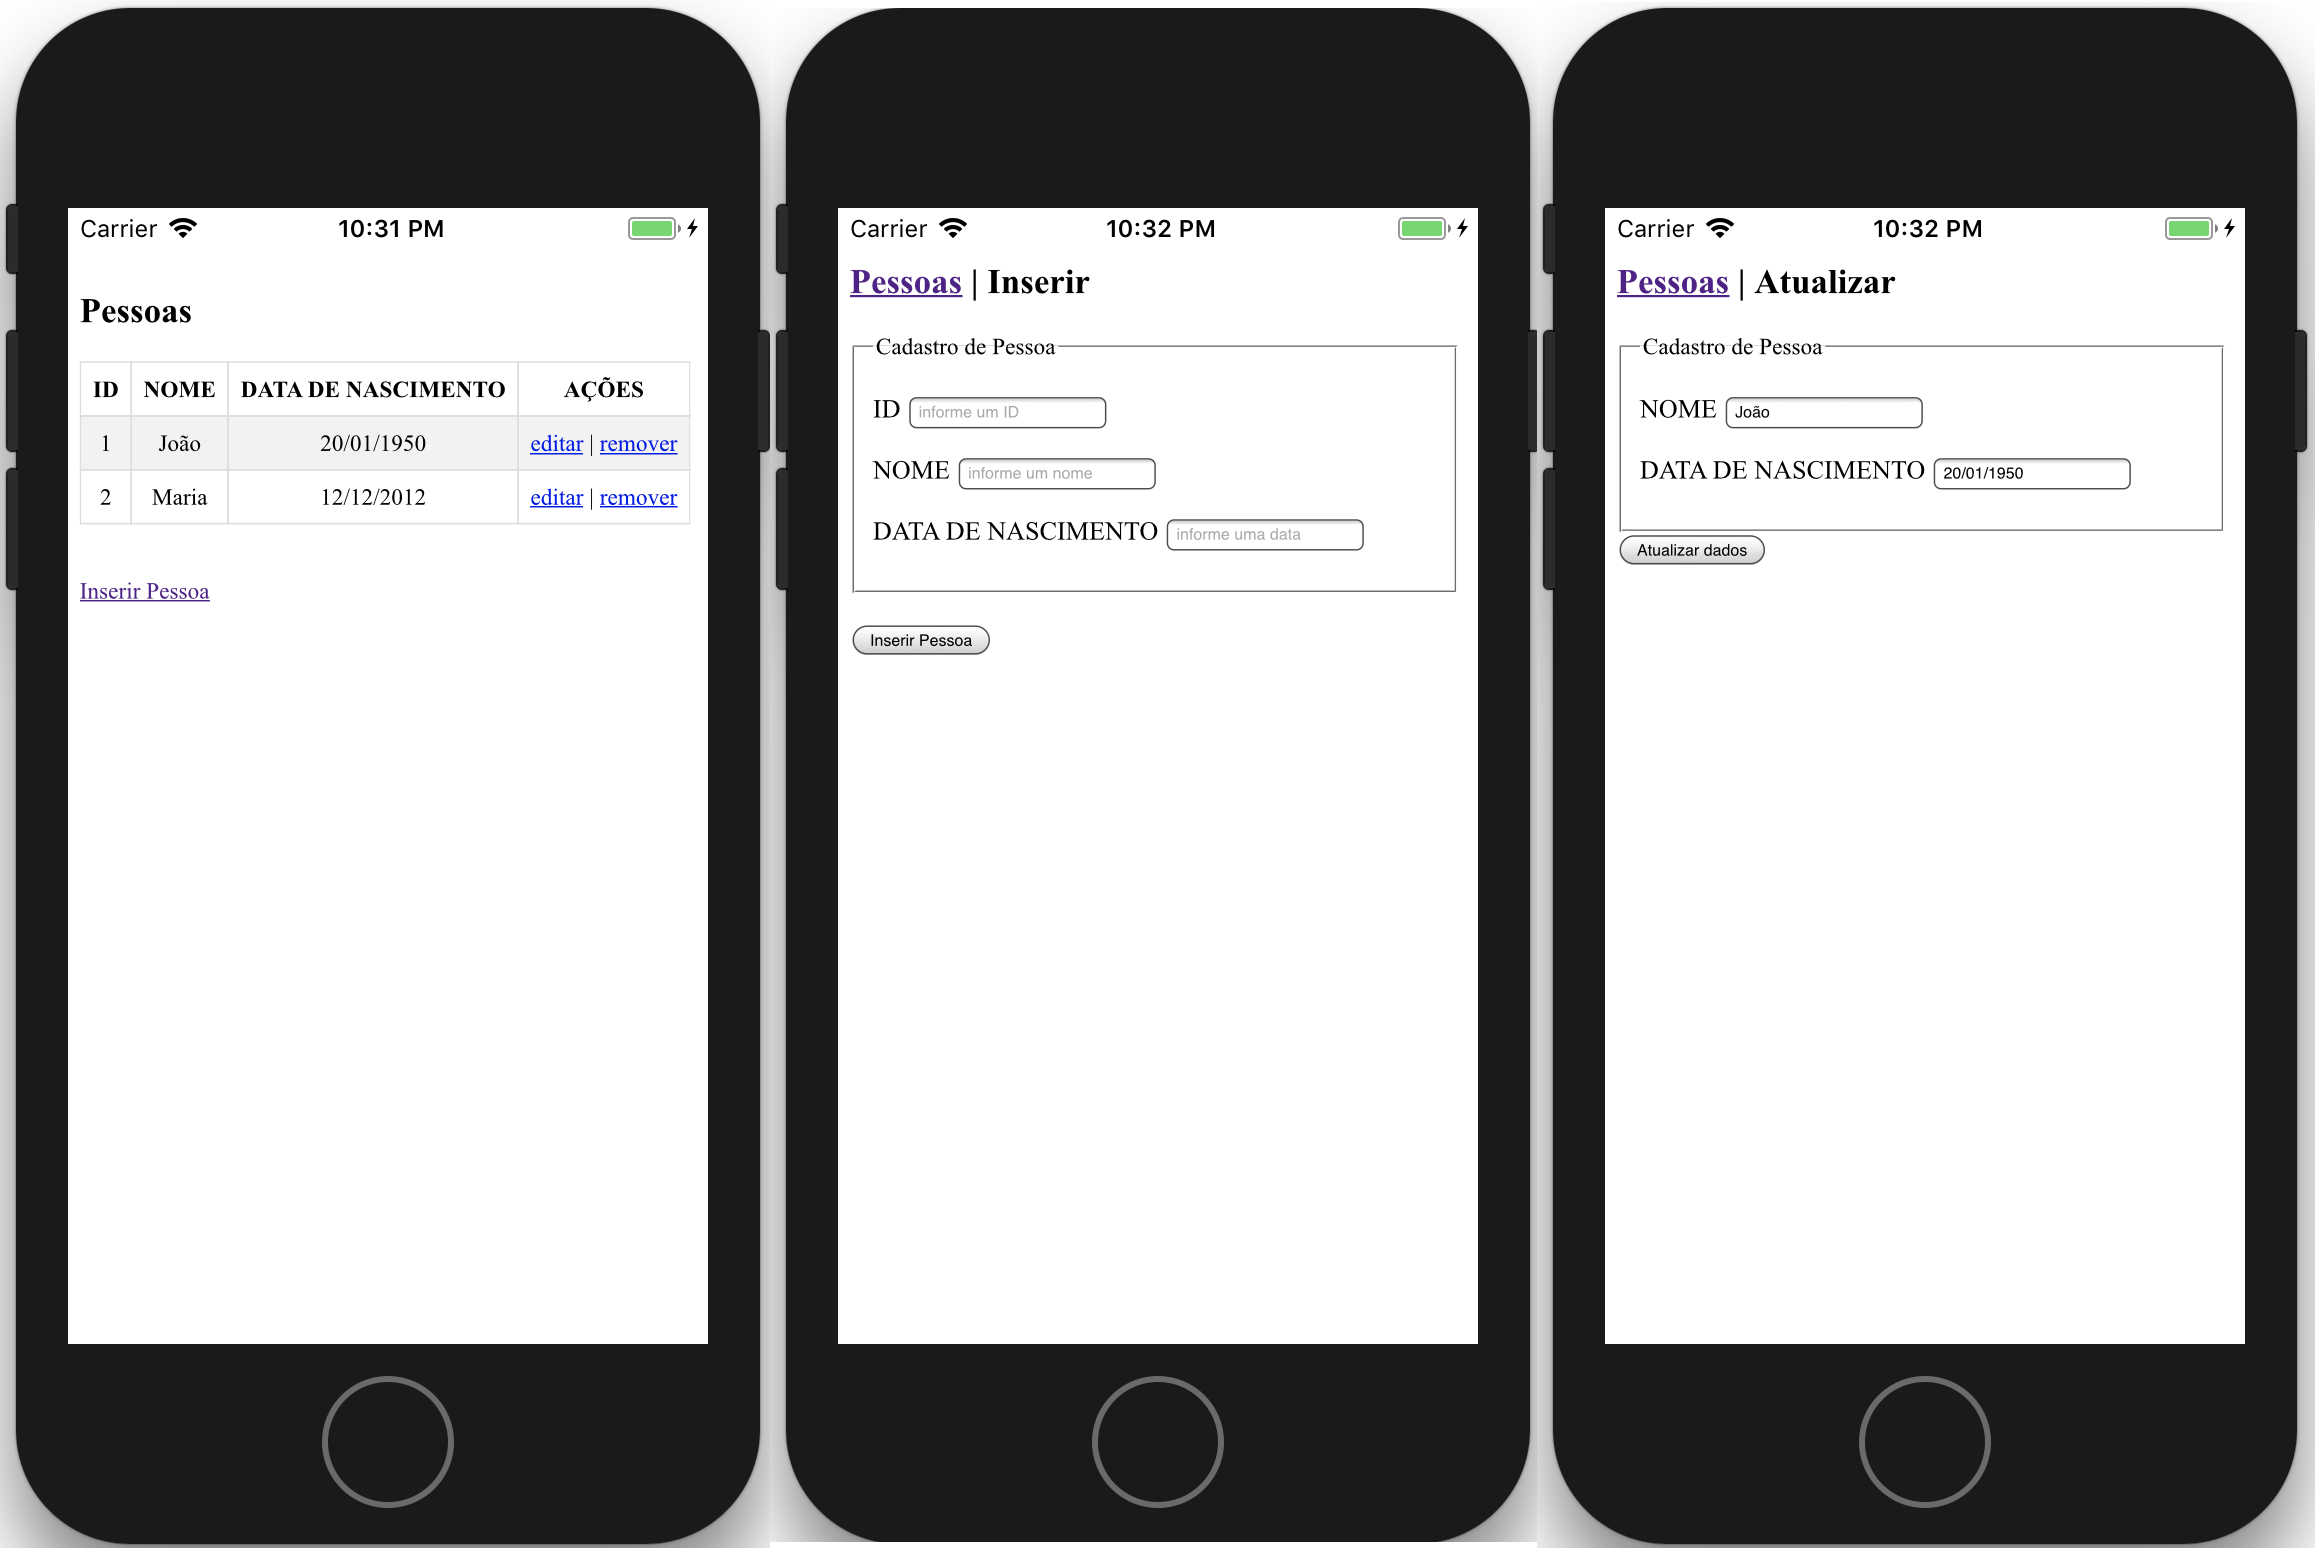 Carrier 10:31 PM
Pessoas
ID NOME DATA DE NASCIMENTO AÇÕES
1 João 20/01/1950 editar | remover
2 Maria 12/12/2012 editar | remover
Inserir Pessoa
Carrier 10:32 PM
Pessoas | Inserir
Cadastro de Pessoa
ID informe um ID
NOME informe um nome
DATA DE NASCIMENTO informe uma data
Inserir Pessoa
Carrier 10:32 PM
Pessoas | Atualizar
Cadastro de Pessoa
NOME João
DATA DE NASCIMENTO 20/01/1950
Atualizar dados